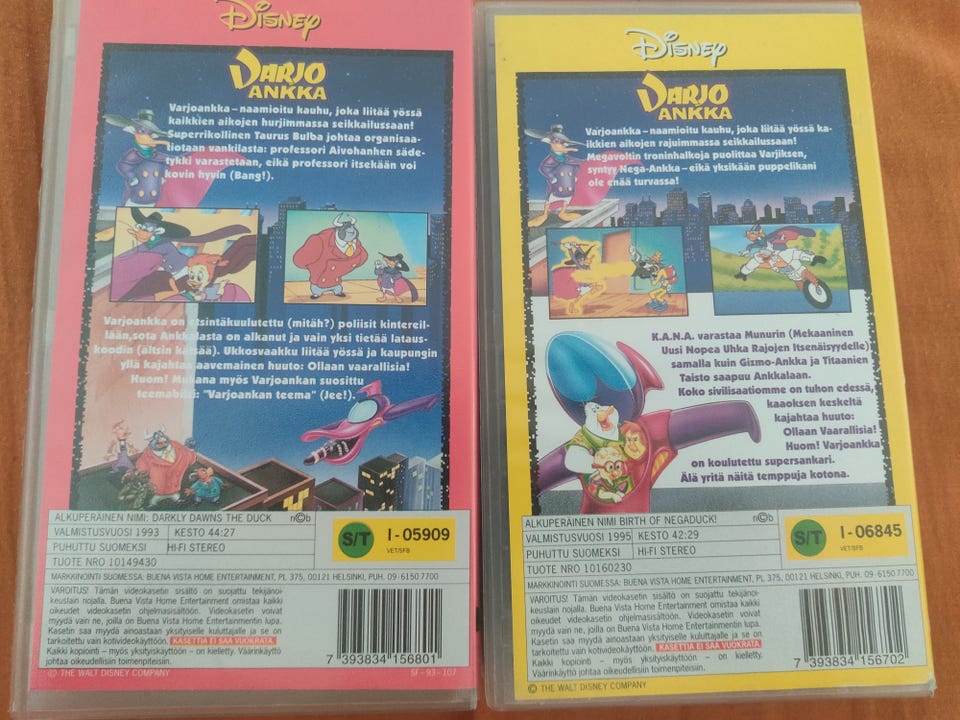 Disney
VARJO
ANKKA
Varjoankka – naamioitu kauhu, joka liitää yössä
kaikkien aikojen hurjimmassa seikkailussaan!
Superrikollinen Taurus Bulba johtaa organisaa-
tiotaan vankilasta: professori Aivohanhen säde-
tykki varastetaan, eikä professori itsekään voi
kovin hyvin (Bang!).
Varjoankka on etsintäkuulutettu (mitäh?) poliisit kintereil-
lään,sota Ankkalasta on alkanut ja vain yksi tietää lataus-
koodin (ältsin kätsää). Ukkosvaakku liitää yössä ja kaupungin
yllä kajahtaa aavemainen huuto: Ollaan vaarallisia!
Huom! Mukana myös Varjoankan suosittu
teemabiisi: "Varjoankan teema" (Jee!).
ALKUPERÄINEN NIMI: DARKLY DAWNS THE DUCK n©b
VALMISTUSVUOSI 1993 KESTO 44:27
PUHUTTU SUOMEKSI HI-FI STEREO
TUOTE NRO 10149430
S/T I-05909
VET/SFB
MARKKINOINTI SUOMESSA: BUENA VISTA HOME ENTERTAINMENT, PL 375, 00121 HELSINKI, PUH. 09-6150 7700
VAROITUS! Tämän videokasetin sisältö on suojattu tekijänoi-
keuslain nojalla. Buena Vista Home Entertainment omistaa kaikki
oikeudet videokasetin ohjelmasisältöön. Videokasetin voivat
myydä vain ne, joilla on Buena Vista Home Entertainmentin lupa.
Kasetin saa myydä ainoastaan yksityiselle kuluttajalle ja se on
tarkoitettu vain kotivideokäyttöön. KASETTIA EI SAA VUOKRATA.
Kaikki kopiointi – myös yksityiskäyttöön – on kielletty. Väärinkäyttö
johtaa oikeudellisiin toimenpiteisiin.
7 393834 156801
© THE WALT DISNEY COMPANY
SF-93-107
Disney
VARJO
ANKKA
Varjoankka – naamioitu kauhu, joka liitää yössä ka-
ikkien aikojen rajuimmassa seikkailussaan!
Megavoltin troninhalkoja puolittaa Varjiksen,
syntyy Nega-Ankka – eikä yksikään puppelikani
ole enää turvassa!
K.A.N.A. varastaa Munurin (Mekaaninen
Uusi Nopea Uhka Rajojen Itsenäisyydelle)
samalla kuin Gizmo-Ankka ja Titaanien
Taisto saapuu Ankkalaan.
Koko sivilisaatiomme on tuhon edessä,
kaaoksen keskeltä
kajahtaa huuto:
Ollaan Vaarallisia!
Huom! Varjoankka
on koulutettu supersankari.
Älä yritä näitä temppuja kotona.
ALKUPERÄINEN NIMI BIRTH OF NEGADUCK! n©b
VALMISTUSVUOSI 1995 KESTO 42:29
PUHUTTU SUOMEKSI HI-FI STEREO
TUOTE NRO 10160230
S/T I-06845
VET/SFB
MARKKINOINTI SUOMESSA: BUENA VISTA HOME ENTERTAINMENT, PL 375, 00121 HELSINKI, PUH. 09-6150 7700
VAROITUS! Tämän videokasetin sisältö on suojattu tekijänoi-
keuslain nojalla. Buena Vista Home Entertainment omistaa kaikki
oikeudet videokasetin ohjelmasisältöön. Videokasetin voivat
myydä vain ne, joilla on Buena Vista Home Entertainmentin lupa.
Kasetin saa myydä ainoastaan yksityiselle kuluttajalle ja se on
tarkoitettu vain kotivideokäyttöön. KASETTIA EI SAA VUOKRATA.
Kaikki kopiointi – myös yksityiskäyttöön – on kielletty.
Väärinkäyttö johtaa oikeudellisiin toimenpiteisiin.
7 393834 156702
© THE WALT DISNEY COMPANY